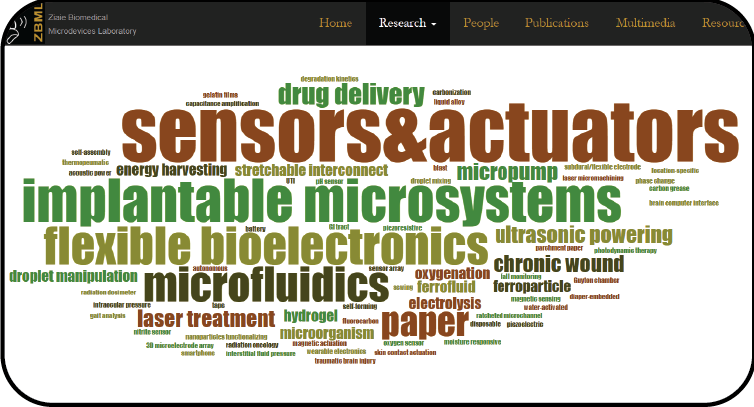 ZBML
Ziaie Biomedical
Microdevices Laboratory
Home Research People Publications Multimedia Resourc
degradation kinetics
gelatin films drug delivery carbonization
capacitance amplification liquid alloy
sensors&actuators
self-assembly
thermopneumatic energy harvesting stretchable interconnect blast micropump subdural/flexible electrode location-specific
acoustic power UTI pH sensor droplet mixing laser micromachining phase change
carbon grease
implantable microsystems
brain computer interface
battery GI tract piezoresistive
flexible bioelectronics ultrasonic powering
parchment paper photodynamic therapy
droplet manipulation autonomous sensor array chronic wound
microfluidics oxygenation fall monitoring Guyton chamber
radiation dosimeter ferrofluid ferroparticle
intraocular pressure tape self-forming electrolysis magnetic sensing diaper-embedded
water-activated
gait analysis laser treatment hydrogel fluorocarbon paper ratcheted microchannel
disposable piezoelectric
nitric sensor microorganism
nanoparticles functionalizing
3D microelectrode array radiation oncology magnetic actuation oxygen sensor moisture responsive
smartphone interstitial fluid pressure wearable electronics skin contact actuation
traumatic brain injury